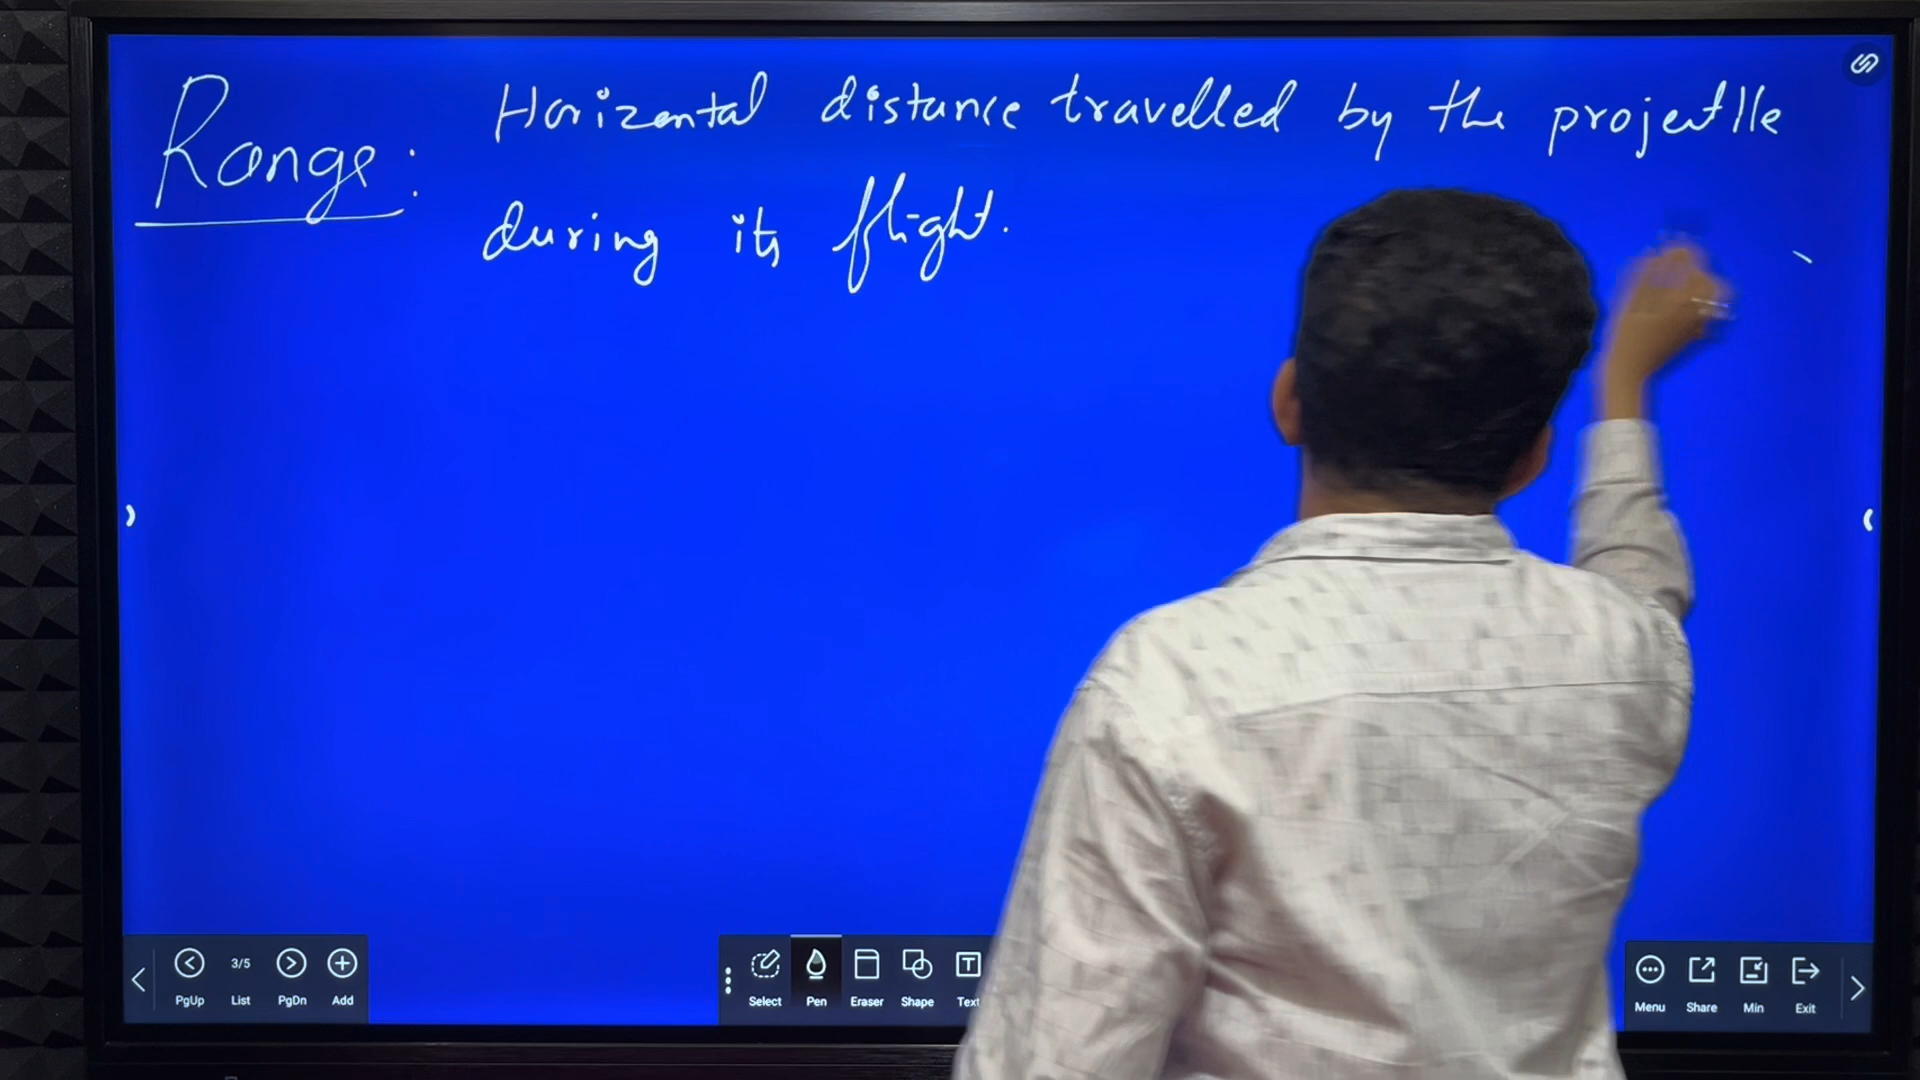 Range: Horizontal distance travelled by the projectile
during its flight.
PgUp 3/5 List PgDn Add
Select Pen Eraser Shape Text
Menu Share Min Exit